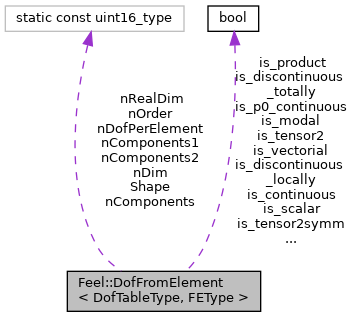 static const uint16_type
bool
nRealDim
nOrder
nDofPerElement
nComponents1
nComponents2
nDim
Shape
nComponents
is_product
is_discontinuous
_totally
is_p0_continuous
is_modal
is_tensor2
is_vectorial
is_discontinuous
_locally
is_continuous
is_scalar
is_tensor2symm
...
Feel::DofFromElement
< DofTableType, FEType >